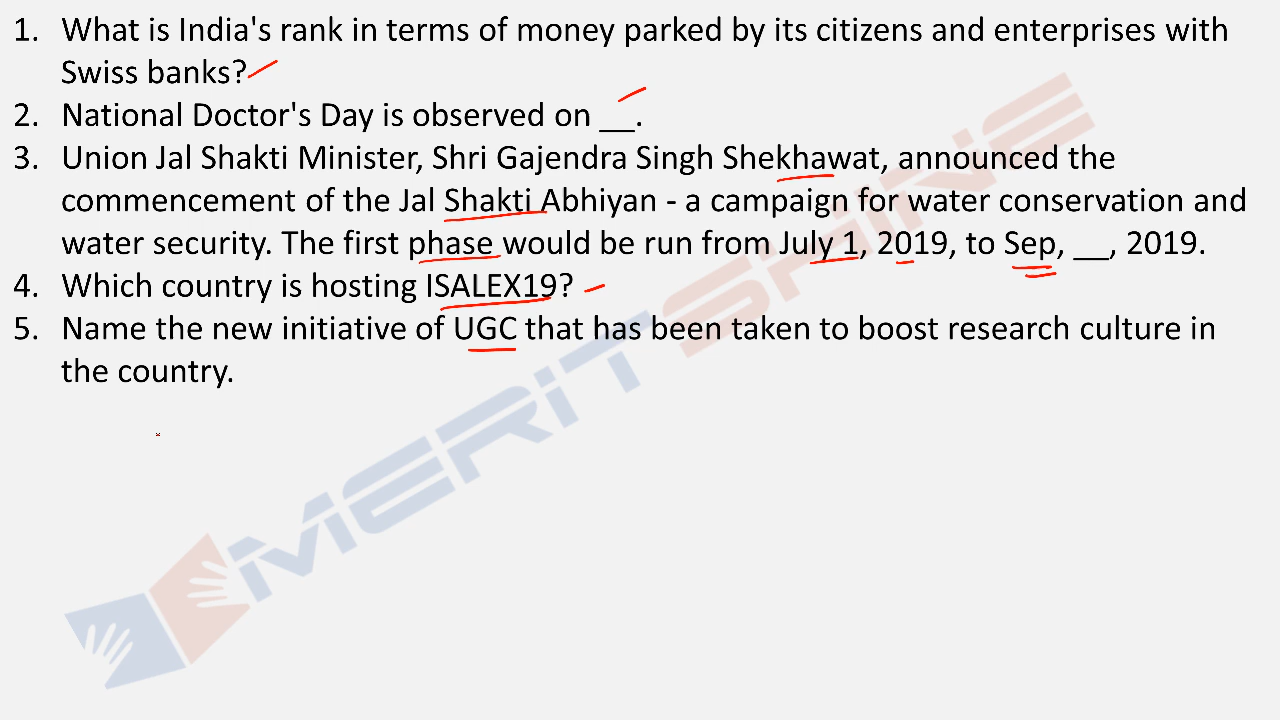 1. What is India's rank in terms of money parked by its citizens and enterprises with
Swiss banks?
2. National Doctor's Day is observed on __.
3. Union Jal Shakti Minister, Shri Gajendra Singh Shekhawat, announced the
commencement of the Jal Shakti Abhiyan - a campaign for water conservation and
water security. The first phase would be run from July 1, 2019, to Sep, __, 2019.
4. Which country is hosting ISALEX19?
5. Name the new initiative of UGC that has been taken to boost research culture in
the country.
MERiT SHINE